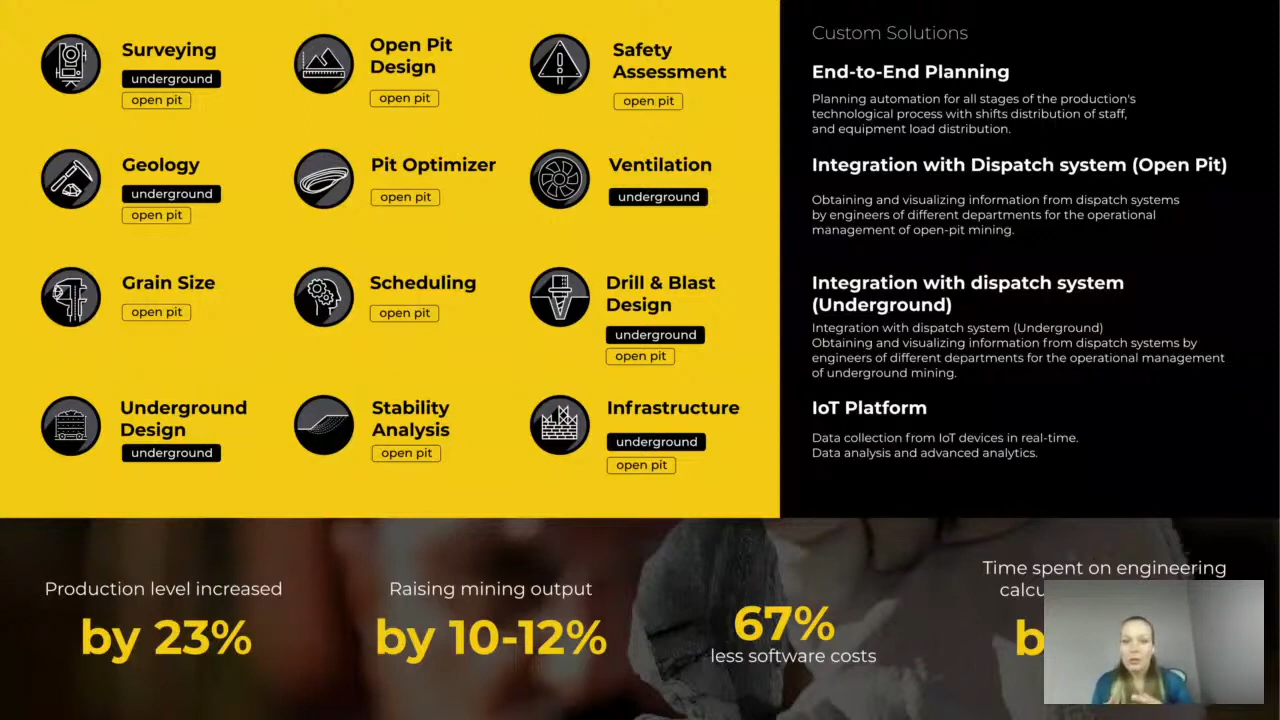 Surveying
underground
open pit
Open Pit
Design
open pit
Safety
Assessment
open pit
Geology
underground
open pit
Pit Optimizer
open pit
Ventilation
underground
Grain Size
open pit
Scheduling
open pit
Drill & Blast
Design
underground
open pit
Underground
Design
underground
Stability
Analysis
open pit
Infrastructure
underground
open pit
Custom Solutions
End-to-End Planning
Planning automation for all stages of the production's
technological process with shifts distribution of staff,
and equipment load distribution.
Integration with Dispatch system (Open Pit)
Obtaining and visualizing information from dispatch systems
by engineers of different departments for the operational
management of open-pit mining.
Integration with dispatch system
(Underground)
Integration with dispatch system (Underground)
Obtaining and visualizing information from dispatch systems by
engineers of different departments for the operational management
of underground mining.
IoT Platform
Data collection from IoT devices in real-time.
Data analysis and advanced analytics.
Production level increased
by 23%
Raising mining output
by 10-12%
67%
less software costs
Time spent on engineering